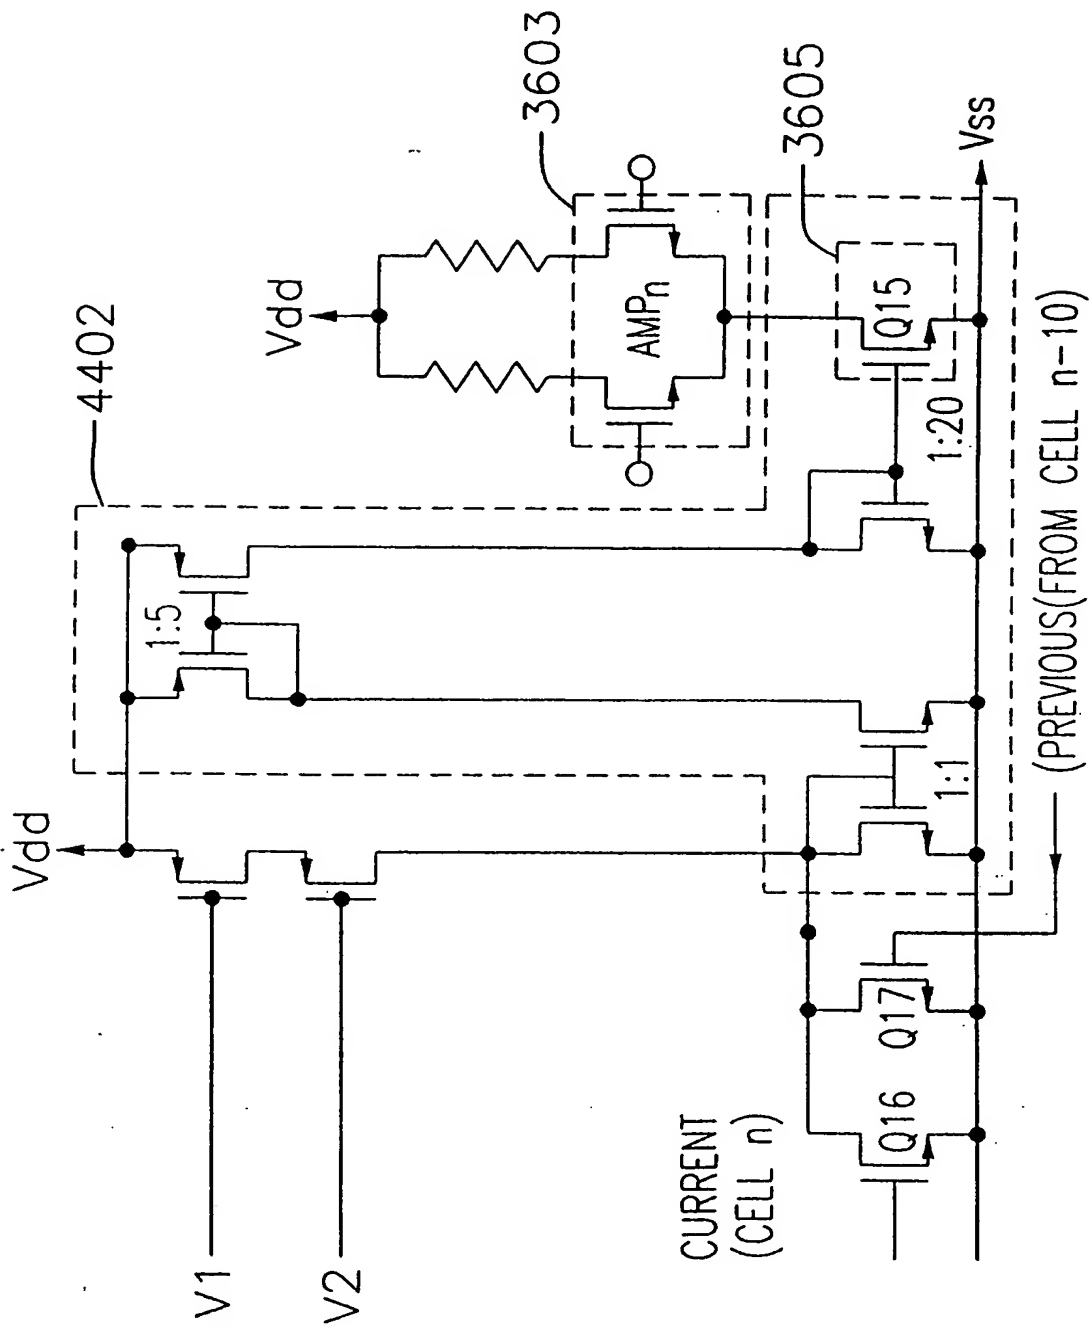 Vdd
4402
Vdd
3603
3605
V1
V2
1:5
AMPn
CURRENT
(CELL n)
Q16
Q17
1:1
1:20
Q15
Vss
(PREVIOUS(FROM CELL n-10)